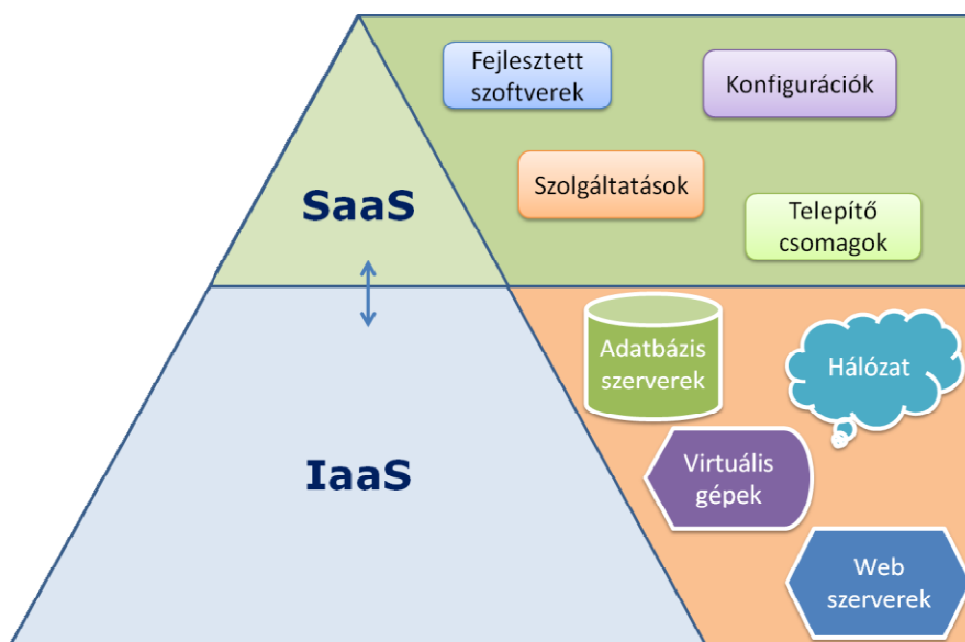 Fejlesztett
szoftverek
Konfigurációk
Szolgáltatások
SaaS
Telepítő
csomagok
Adatbázis
szerverek
Hálózat
IaaS
Virtuális
gépek
Web
szerverek